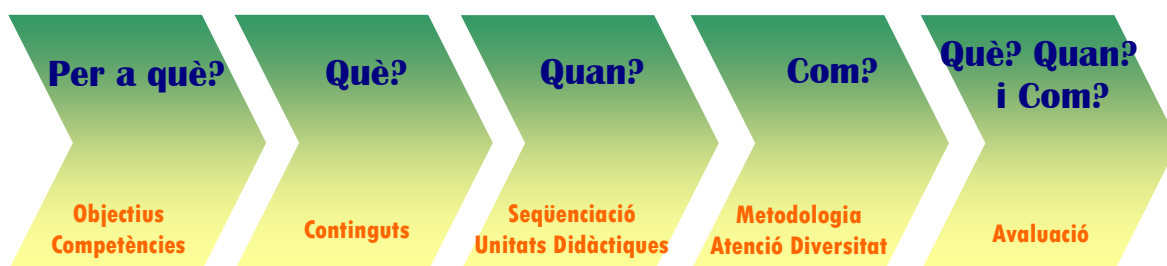 Per a què?
Objectius
Competències
Què?
Continguts
Quan?
Seqüenciació
Unitats Didàctiques
Com?
Metodologia
Atenció Diversitat
Què? Quan?
i Com?
Avaluació